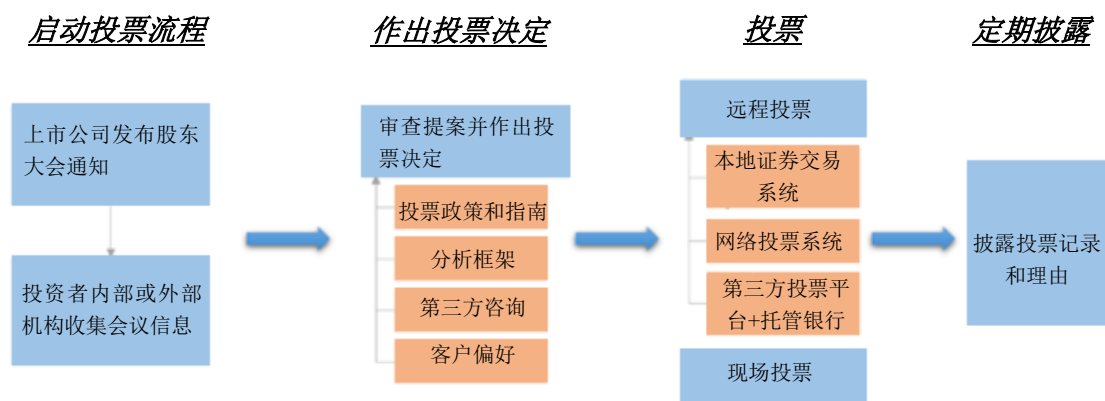 启动投票流程
上市公司发布股东
大会通知
投资者内部或外部
机构收集会议信息
作出投票决定
审查提案并作出投
票决定
投票政策和指南
分析框架
第三方咨询
客户偏好
投票
远程投票
本地证券交易
系统
网络投票系统
第三方投票平
台+托管银行
现场投票
定期披露
披露投票记录
和理由